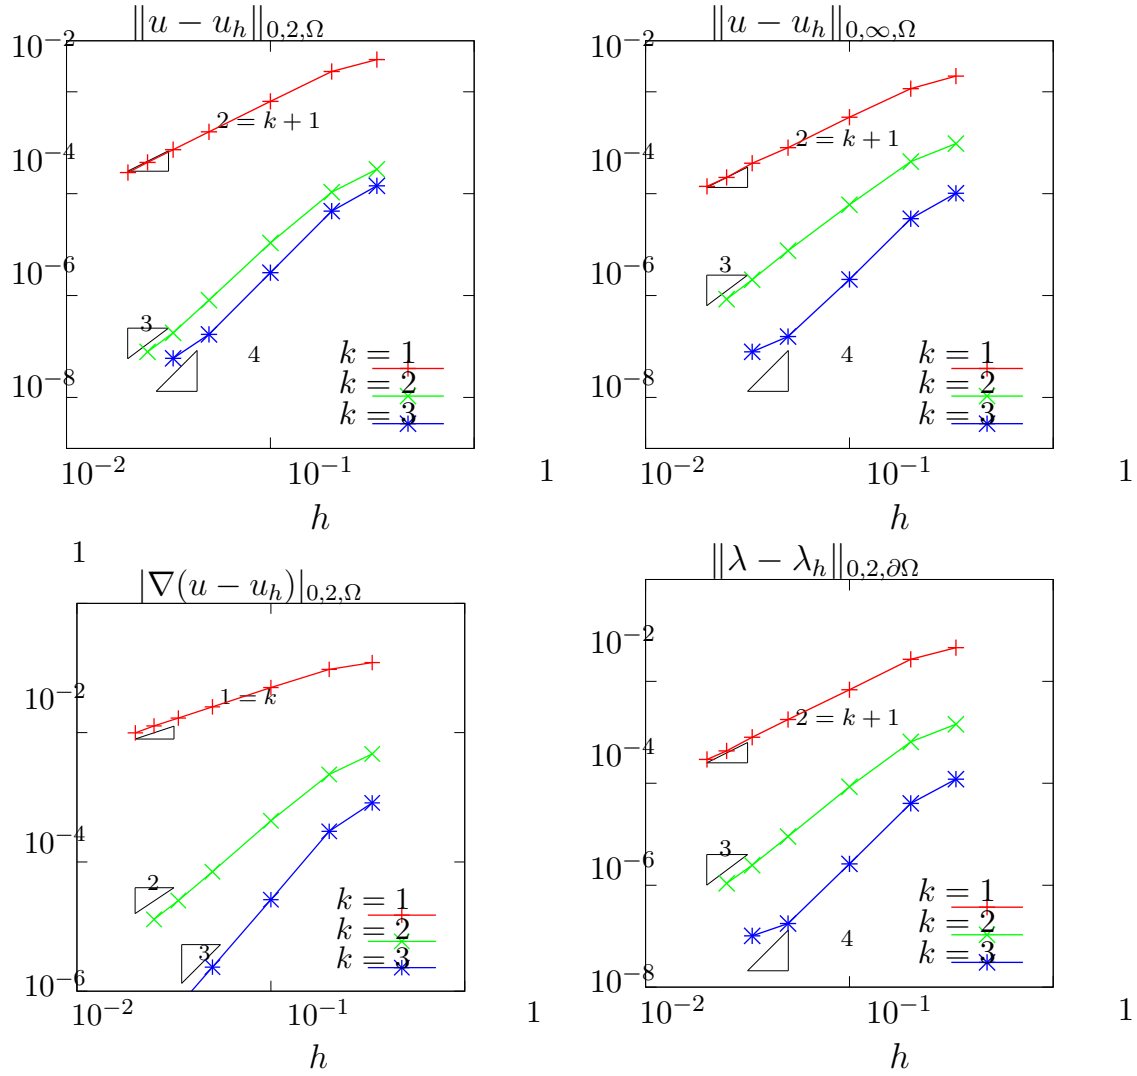 ‖u − u_h‖_{0,2,Ω}
10^{−2}
2 = k + 1
10^{−4}
10^{−6}
3
4
k = 1
k = 2
k = 3
10^{−8}
10^{−2} 10^{−1} 1
h
‖u − u_h‖_{0,∞,Ω}
10^{−2}
2 = k + 1
10^{−4}
10^{−6}
3
4
k = 1
k = 2
k = 3
10^{−8}
10^{−2} 10^{−1} 1
h
1
|∇(u − u_h)|_{0,2,Ω}
1 = k
10^{−2}
10^{−4}
2
k = 1
k = 2
k = 3
3
10^{−6}
10^{−2} 10^{−1} 1
h
‖λ − λ_h‖_{0,2,∂Ω}
10^{−2}
2 = k + 1
10^{−4}
3
10^{−6}
k = 1
k = 2
k = 3
4
10^{−8}
10^{−2} 10^{−1} 1
h